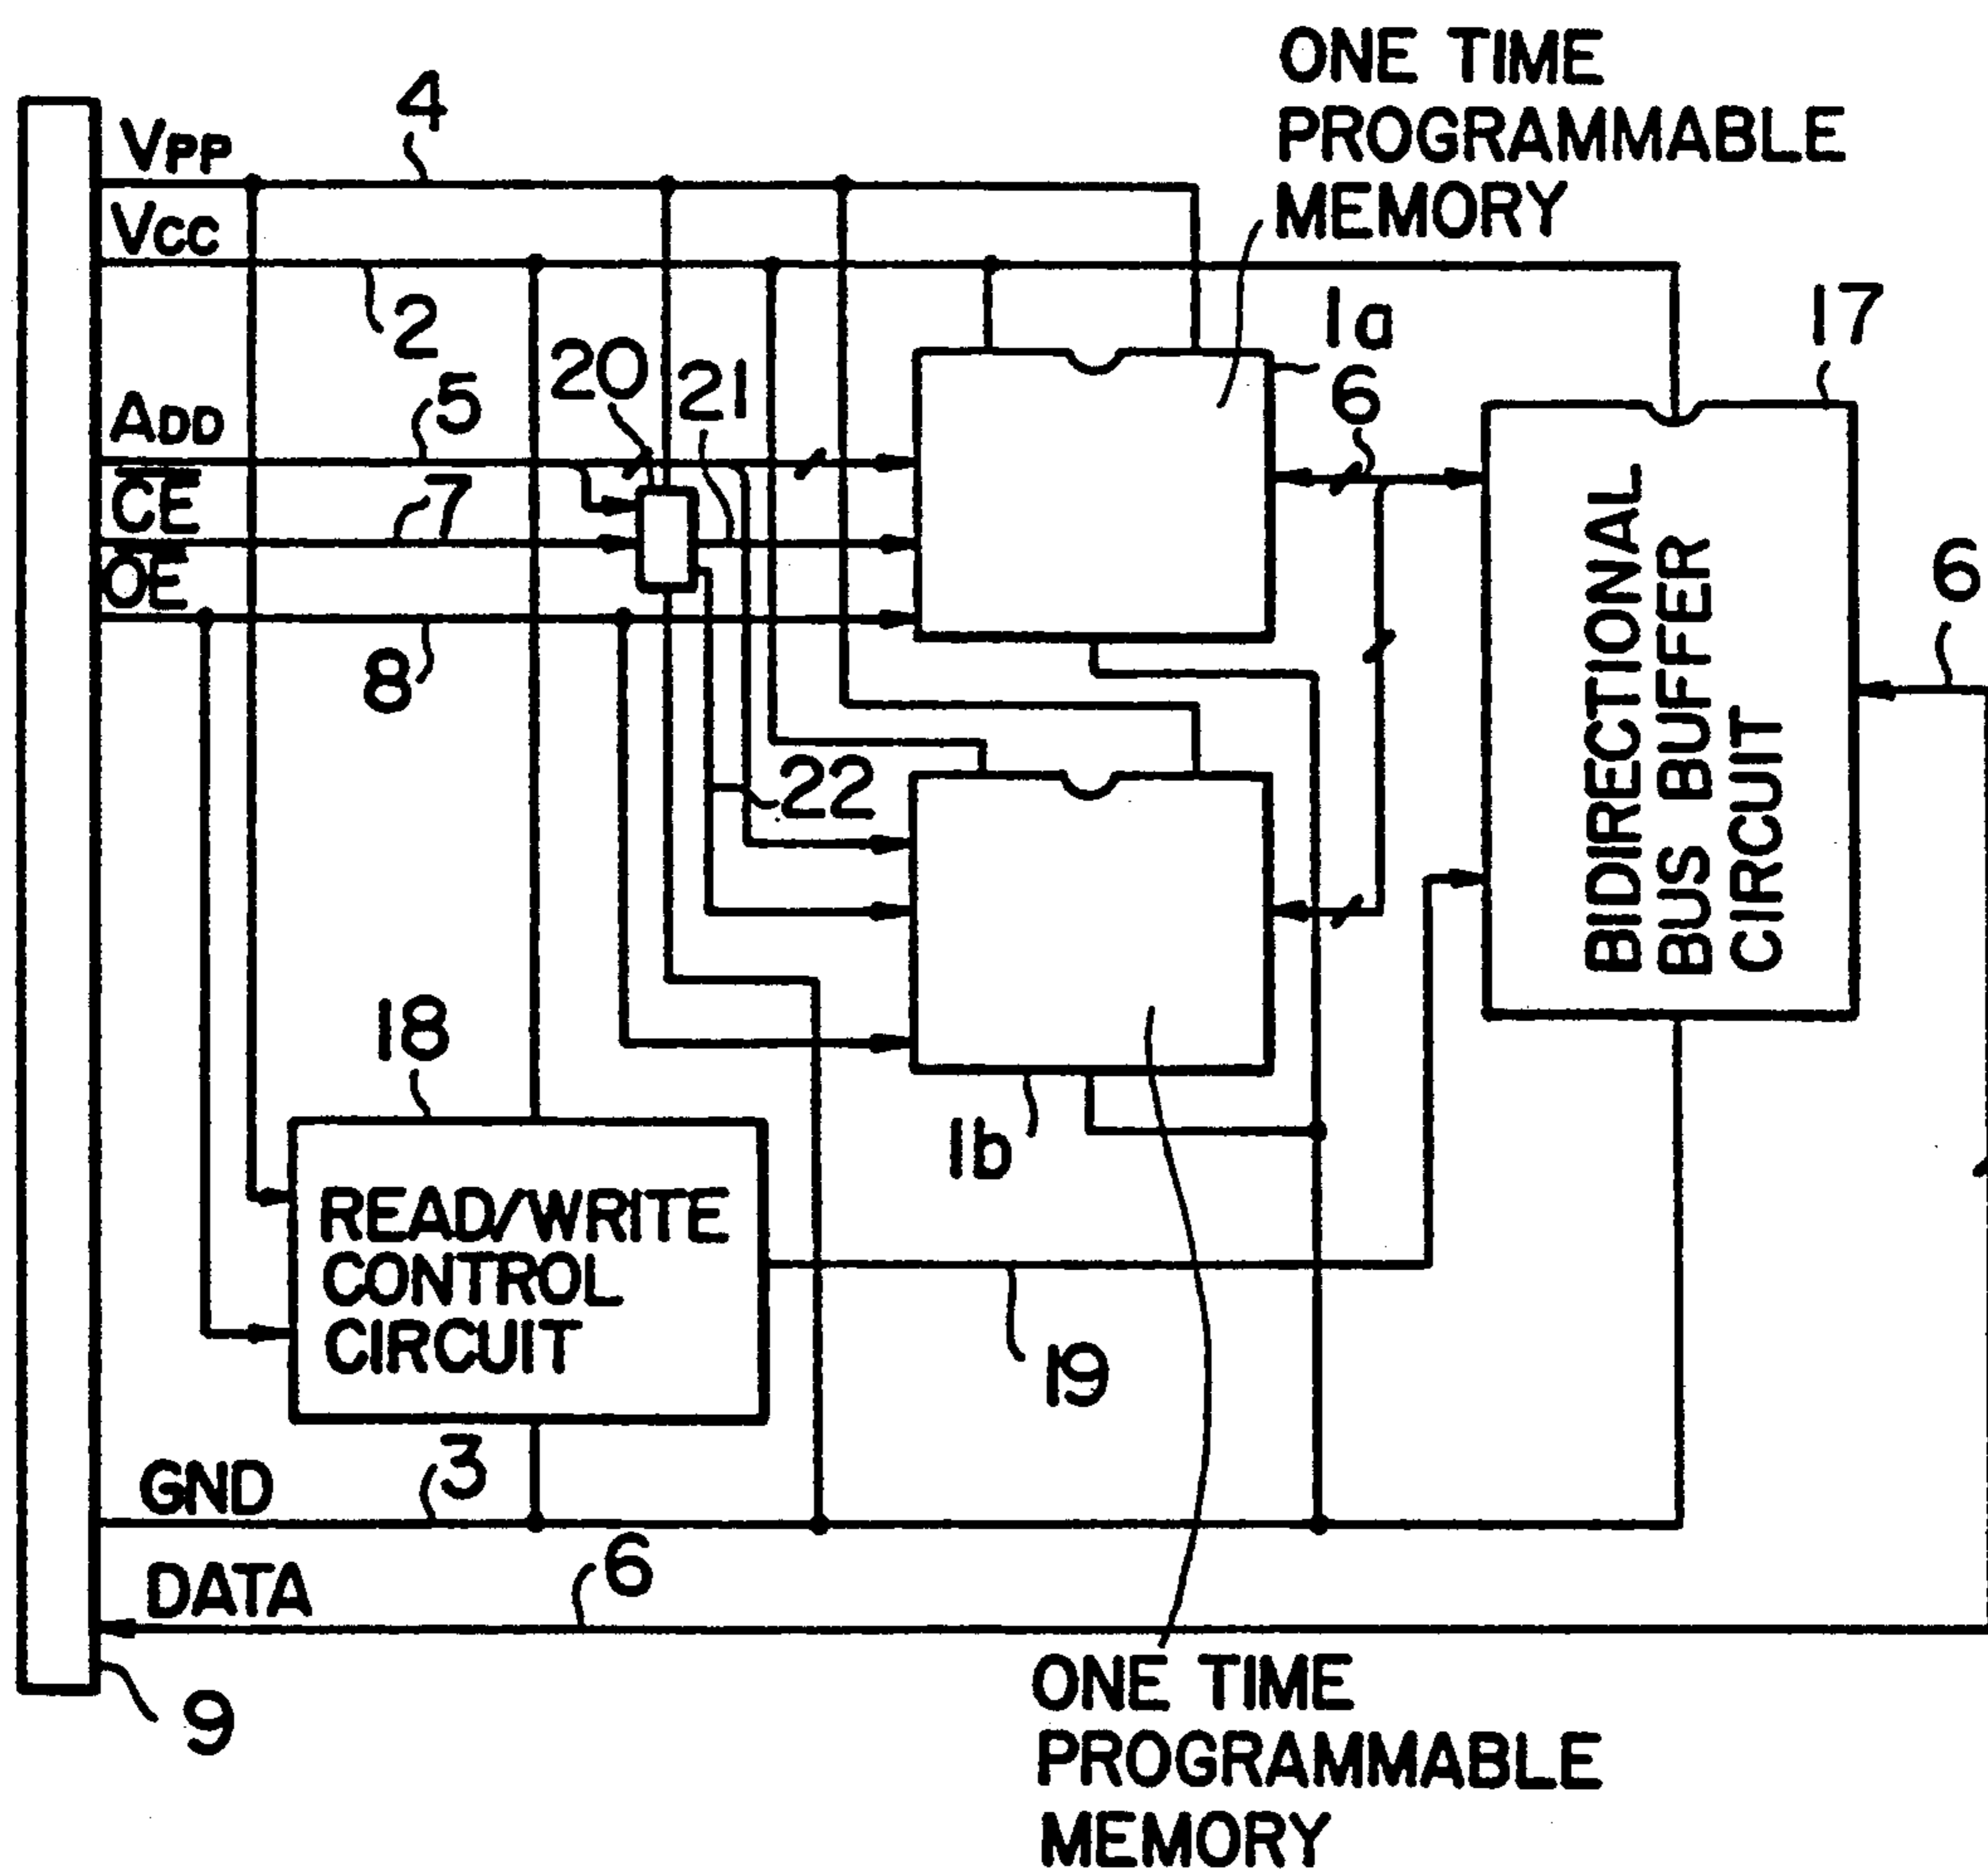 ONE TIME
PROGRAMMABLE
MEMORY
4
VPP
VCC
2
20
21
1a
17
ADD
5
6
CE
7
OE
8
6
BIDIRECTIONAL
BUS BUFFER
CIRCUIT
22
18
1b
READ/WRITE
CONTROL
CIRCUIT
19
GND
3
DATA
6
9
ONE TIME
PROGRAMMABLE
MEMORY